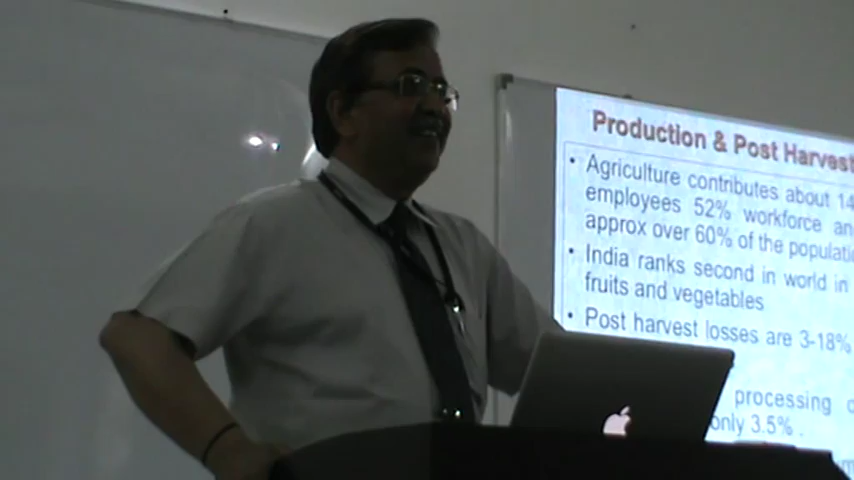 Production & Post Harvest
• Agriculture contributes about 14
employees 52% workforce an
approx over 60% of the populati
• India ranks second in world in
fruits and vegetables
• Post harvest losses are 3-18%
processing
only 3.5% .